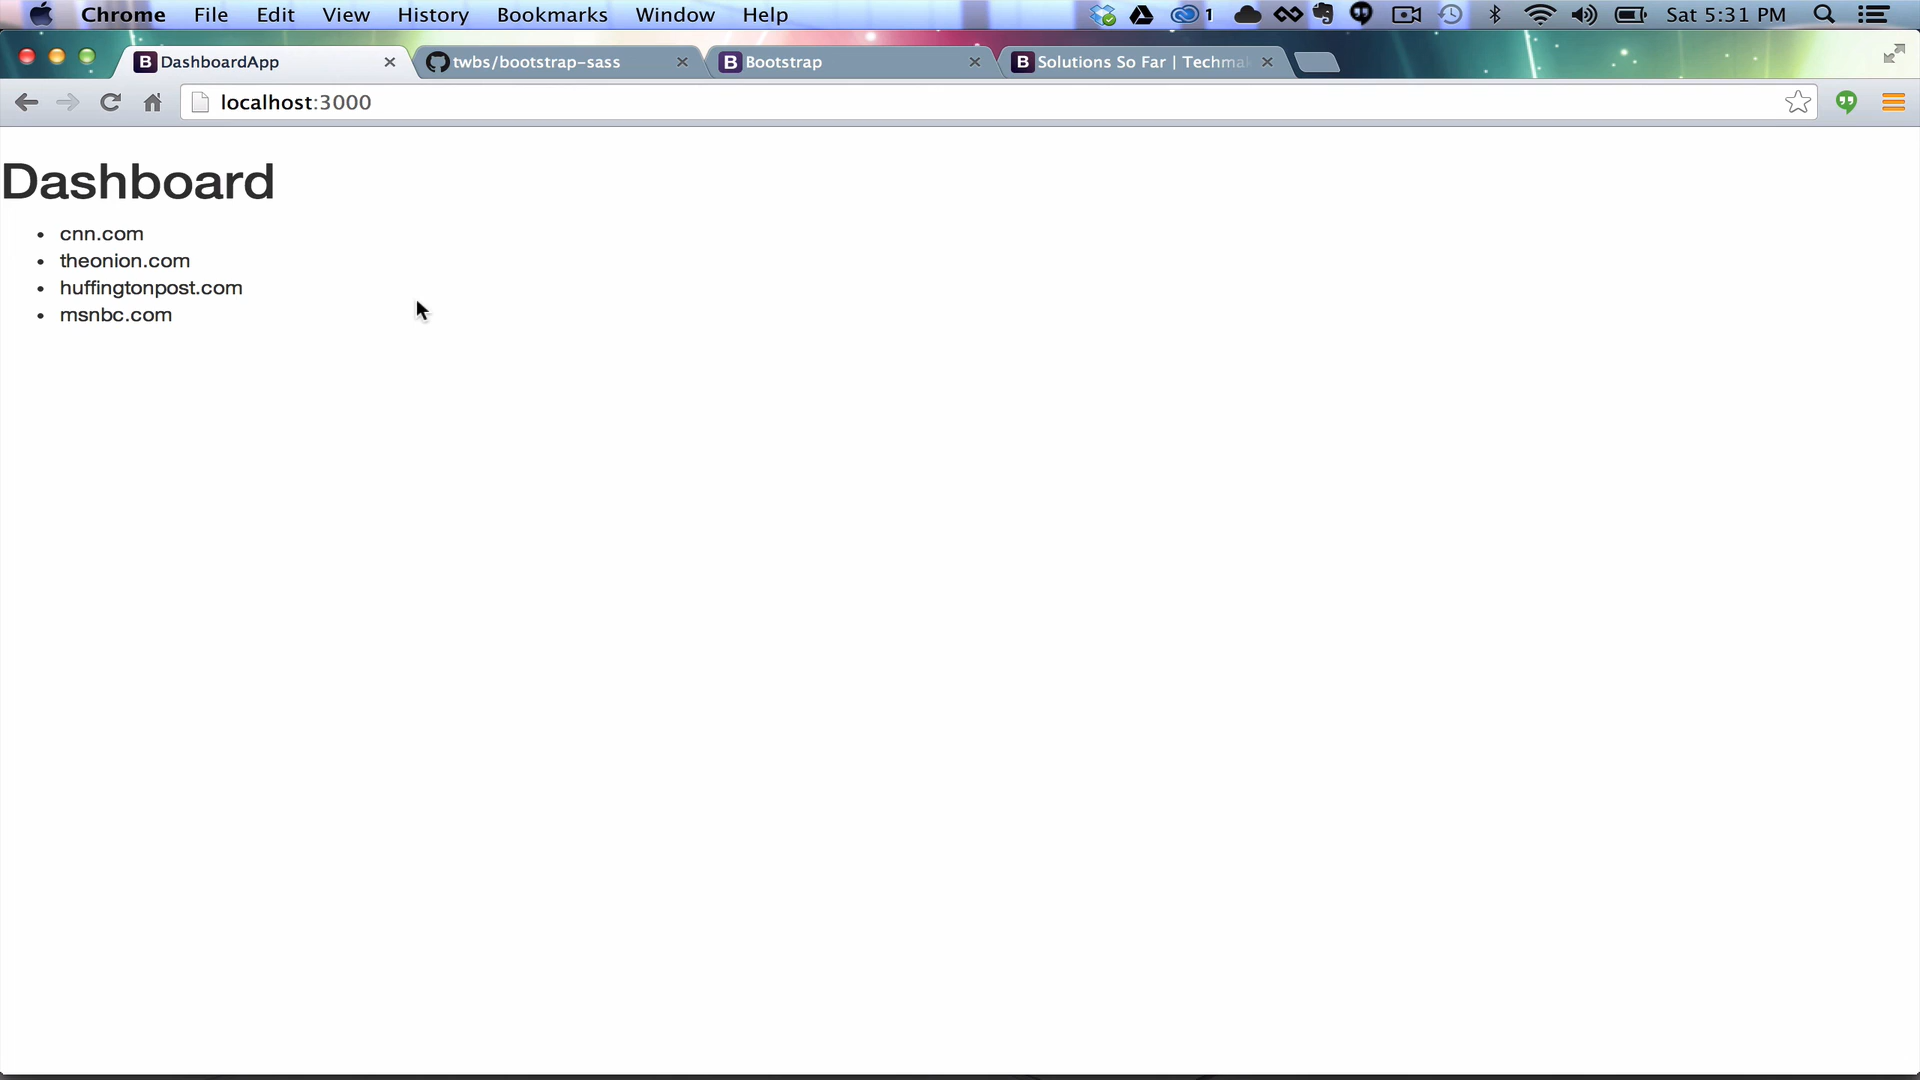 Chrome File Edit View History Bookmarks Window Help 1 Sat 5:31 PM
DashboardApp twbs/bootstrap-sass Bootstrap Solutions So Far | Techma
localhost:3000
Dashboard
• cnn.com
• theonion.com
• huffingtonpost.com
• msnbc.com